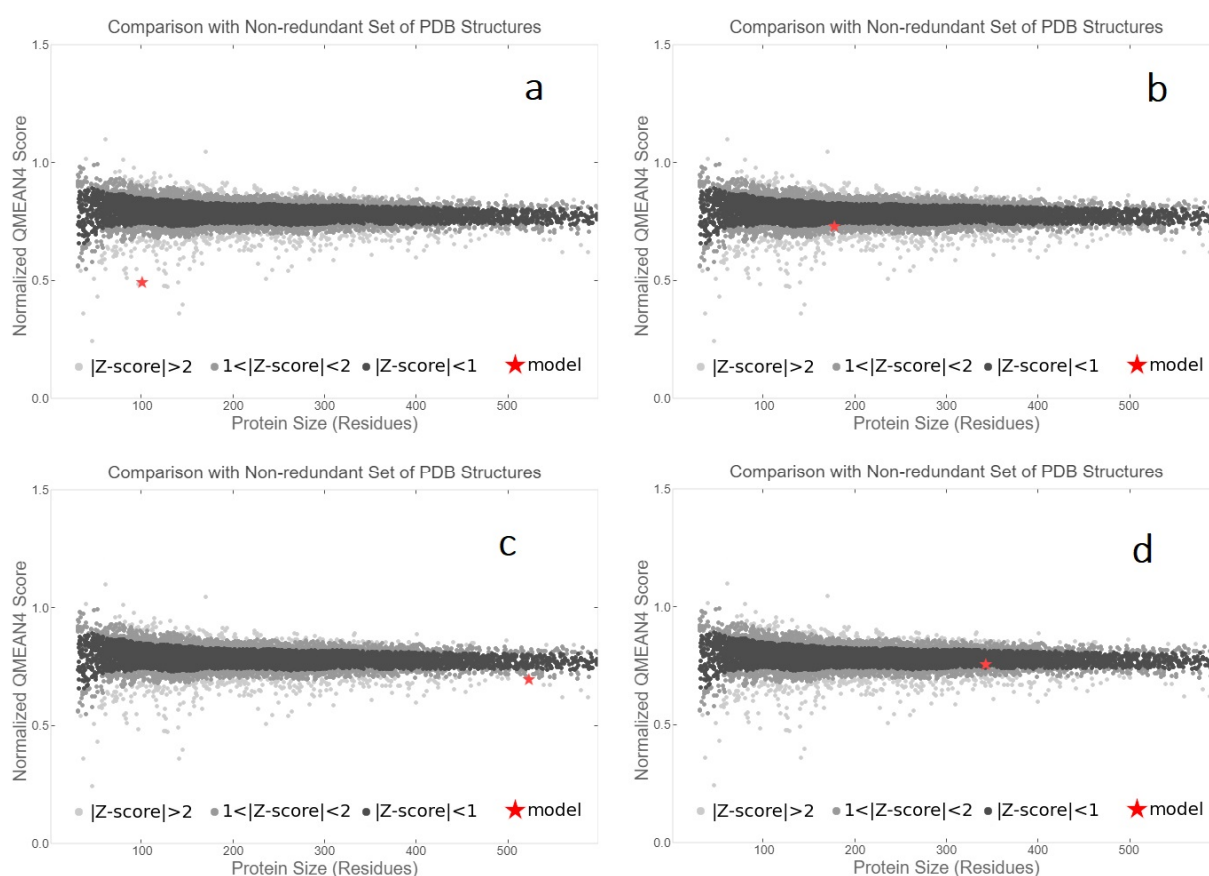 Comparison with Non-redundant Set of PDB Structures
a
Normalized QMEAN4 Score
1.5
1.0
0.5
0.0
|Z-score|>2 1<|Z-score|<2 |Z-score|<1 model
100 200 300 400 500
Protein Size (Residues)
Comparison with Non-redundant Set of PDB Structures
b
Normalized QMEAN4 Score
1.5
1.0
0.5
0.0
|Z-score|>2 1<|Z-score|<2 |Z-score|<1 model
100 200 300 400 500
Protein Size (Residues)
Comparison with Non-redundant Set of PDB Structures
c
Normalized QMEAN4 Score
1.5
1.0
0.5
0.0
|Z-score|>2 1<|Z-score|<2 |Z-score|<1 model
100 200 300 400 500
Protein Size (Residues)
Comparison with Non-redundant Set of PDB Structures
d
Normalized QMEAN4 Score
1.5
1.0
0.5
0.0
|Z-score|>2 1<|Z-score|<2 |Z-score|<1 model
100 200 300 400 500
Protein Size (Residues)